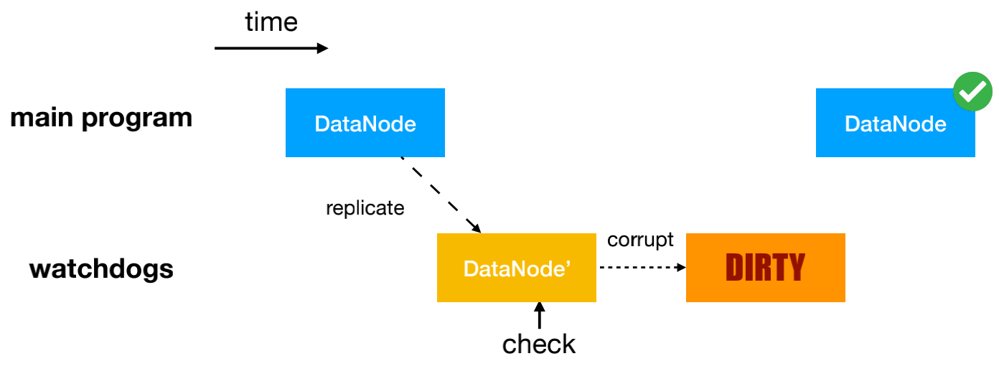 time
main program
DataNode
DataNode
replicate
corrupt
watchdogs
DataNode’
DIRTY
check